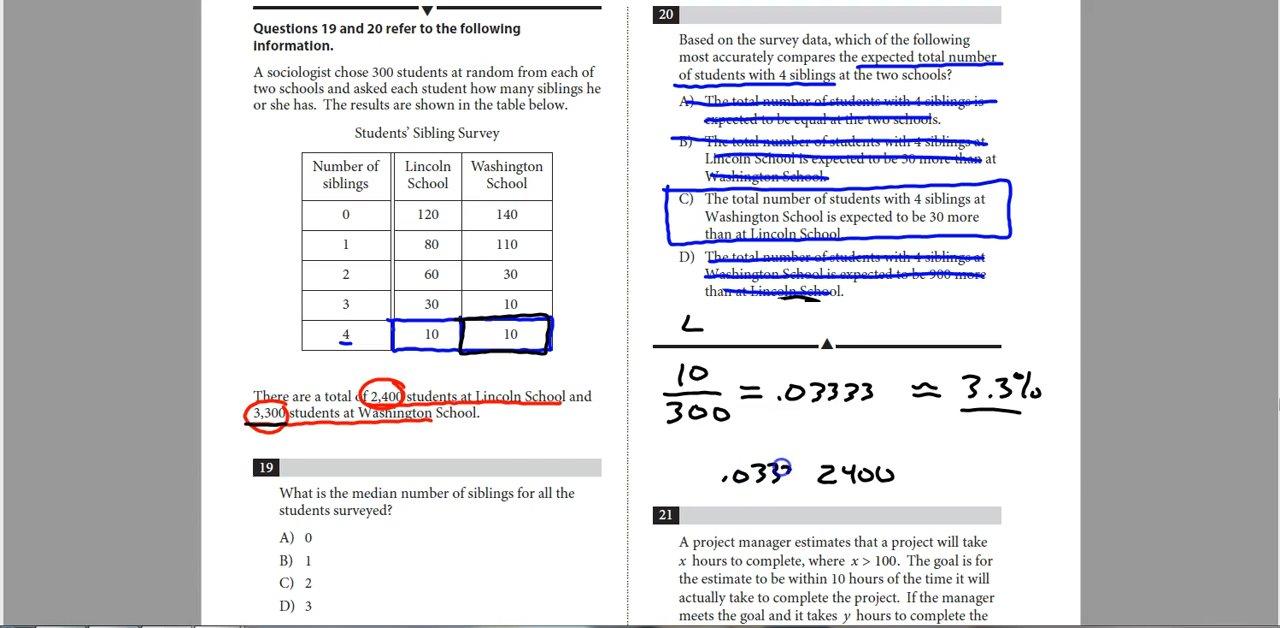 Questions 19 and 20 refer to the following
information.
A sociologist chose 300 students at random from each of
two schools and asked each student how many siblings he
or she has. The results are shown in the table below.
Students’ Sibling Survey
Number of siblings Lincoln School Washington School
0 120 140
1 80 110
2 60 30
3 30 10
4 10 10
There are a total of 2,400 students at Lincoln School and
3,300 students at Washington School.
19
What is the median number of siblings for all the
students surveyed?
A) 0
B) 1
C) 2
D) 3
20
Based on the survey data, which of the following
most accurately compares the expected total number
of students with 4 siblings at the two schools?
A) The total number of students with 4 siblings is
expected to be equal at the two schools.
B) The total number of students with 4 siblings at
Lincoln School is expected to be 30 more than at
Washington School.
C) The total number of students with 4 siblings at
Washington School is expected to be 30 more
than at Lincoln School.
D) The total number of students with 4 siblings at
Washington School is expected to be 900 more
than at Lincoln School.
L
10/300 = .03333 ≈ 3.3%
.0333 2400
21
A project manager estimates that a project will take
x hours to complete, where x > 100. The goal is for
the estimate to be within 10 hours of the time it will
actually take to complete the project. If the manager
meets the goal and it takes y hours to complete the